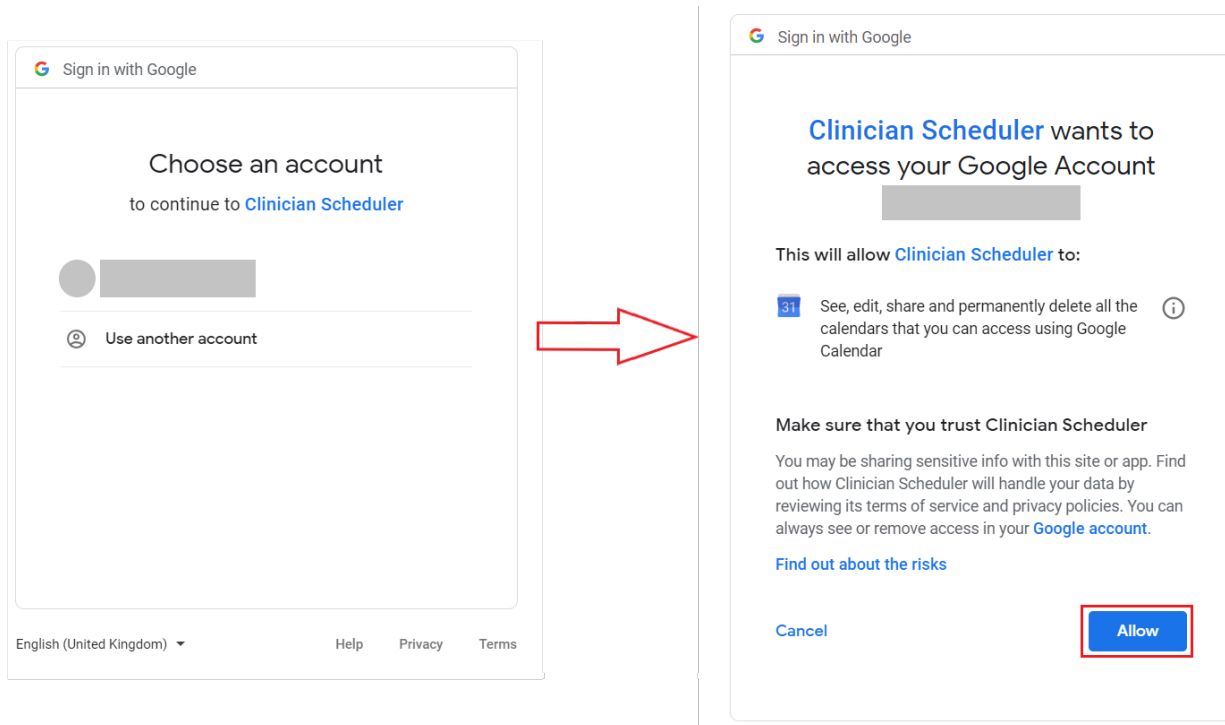 Sign in with Google
Choose an account
to continue to Clinician Scheduler
Use another account
English (United Kingdom)
Help Privacy Terms
Sign in with Google
Clinician Scheduler wants to
access your Google Account
This will allow Clinician Scheduler to:
31
See, edit, share and permanently delete all the
calendars that you can access using Google
Calendar
Make sure that you trust Clinician Scheduler
You may be sharing sensitive info with this site or app. Find
out how Clinician Scheduler will handle your data by
reviewing its terms of service and privacy policies. You can
always see or remove access in your Google account.
Find out about the risks
Cancel
Allow